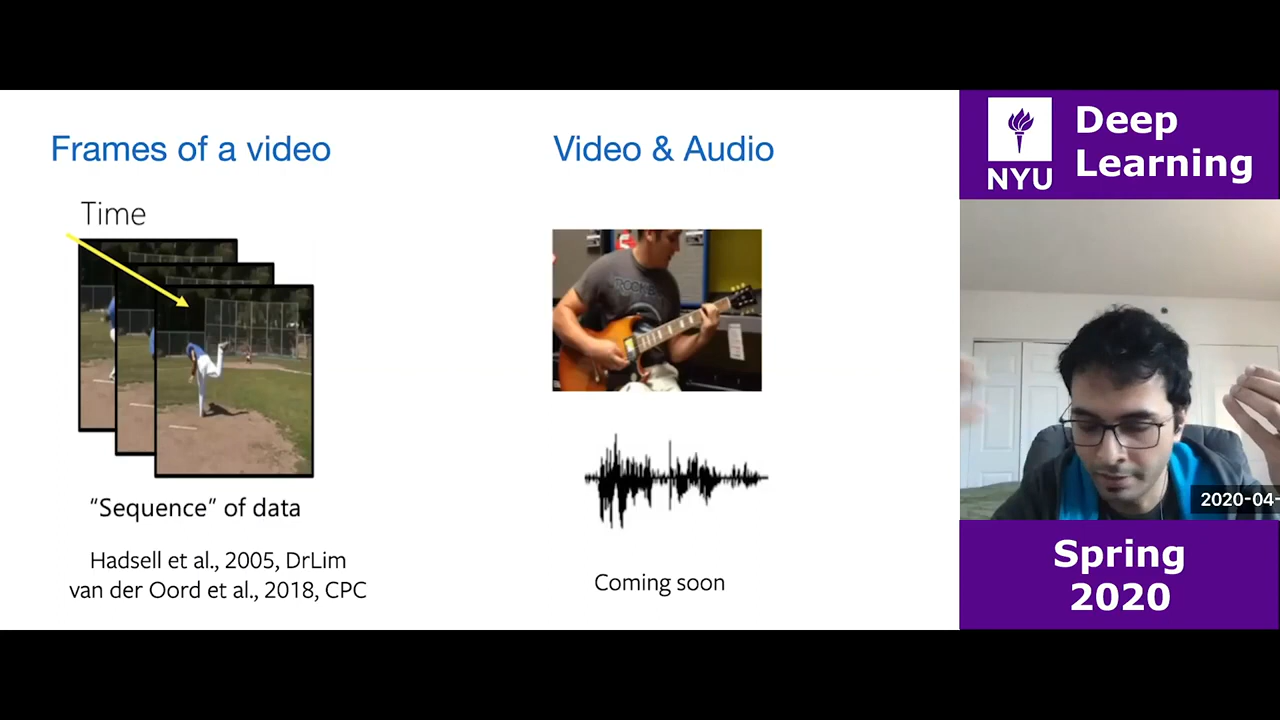 Frames of a video
Time
“Sequence” of data
Hadsell et al., 2005, DrLim
van der Oord et al., 2018, CPC
Video & Audio
Coming soon
NYU
Deep
Learning
2020-04-
Spring
2020